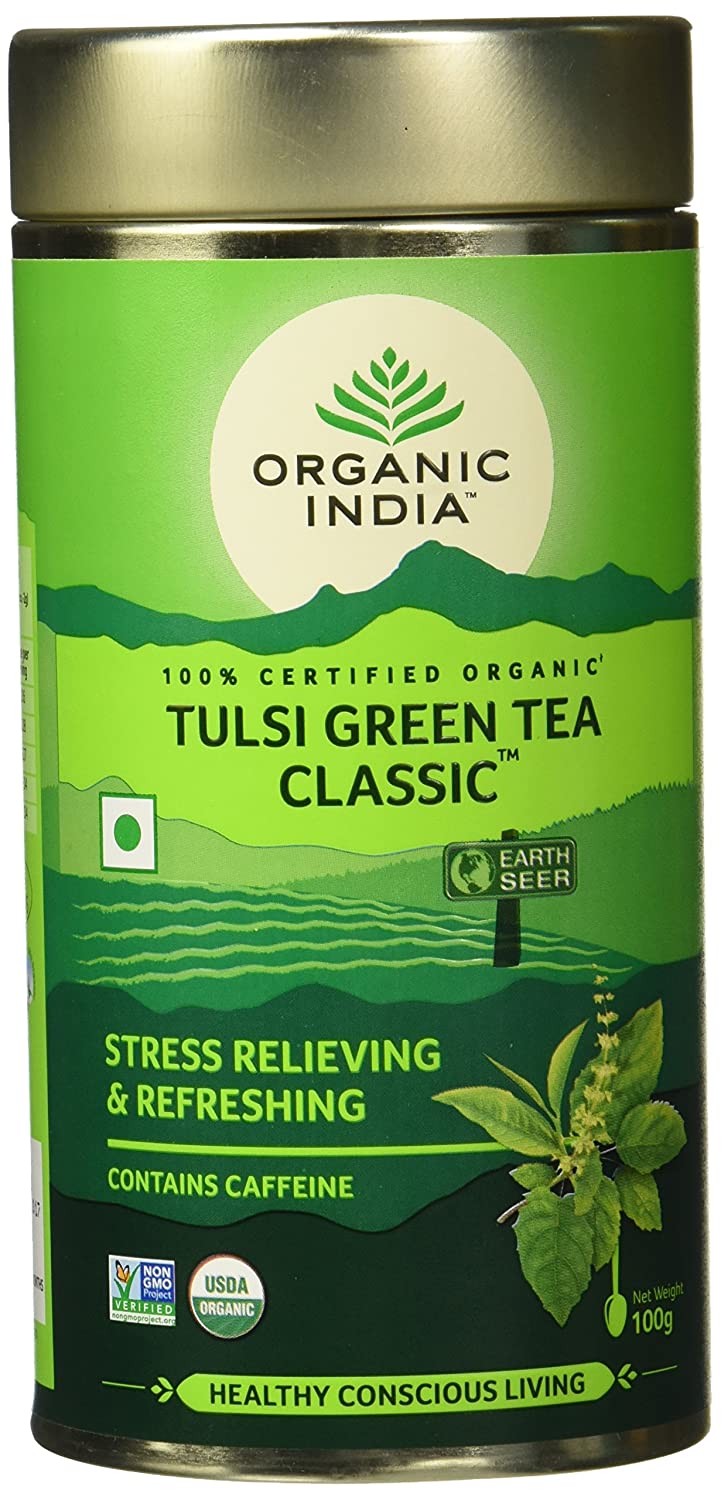 ORGANIC
INDIA™
100% CERTIFIED ORGANIC'
TULSI GREEN TEA
CLASSIC™
EARTH
SEER
STRESS RELIEVING
& REFRESHING
CONTAINS CAFFEINE
NON
GMO
Project
VERIFIED
nongmoproject.org
USDA
ORGANIC
Net Weight
100g
HEALTHY CONSCIOUS LIVING